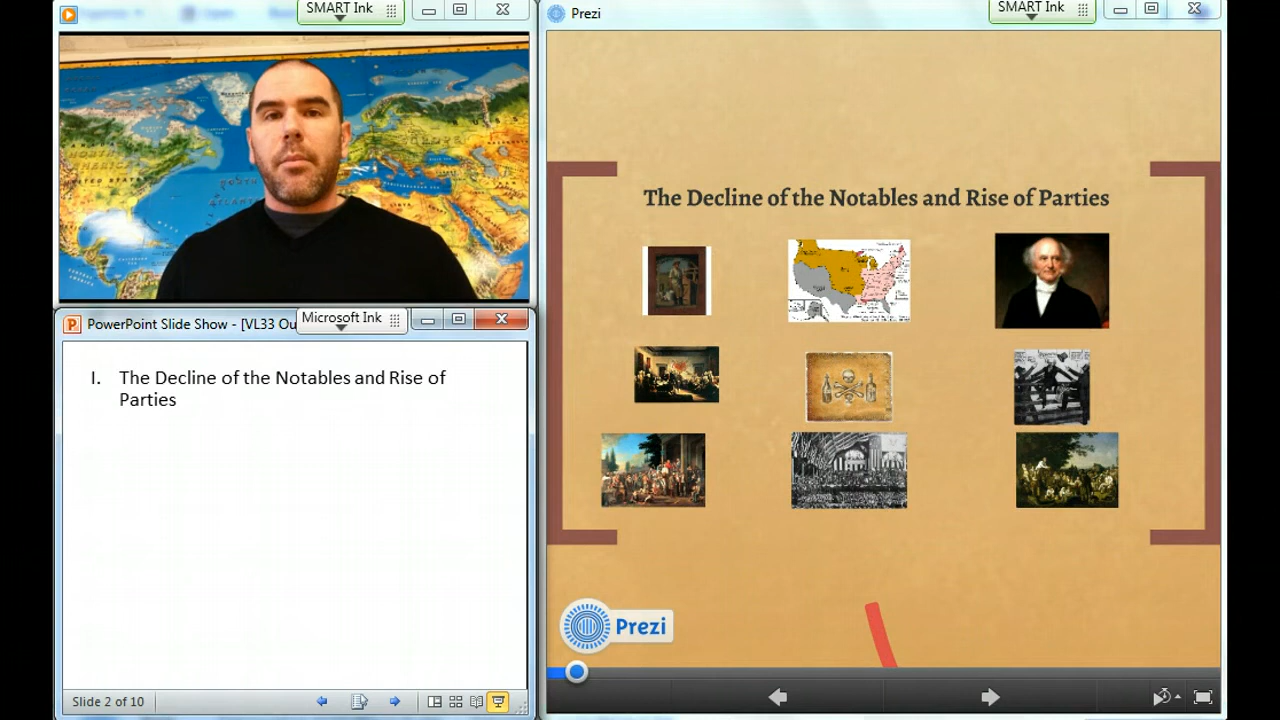 SMART Ink
Prezi
SMART Ink
The Decline of the Notables and Rise of Parties
PowerPoint Slide Show - [VL33 Ou
Microsoft Ink
I. The Decline of the Notables and Rise of
Parties
Slide 2 of 10
Prezi